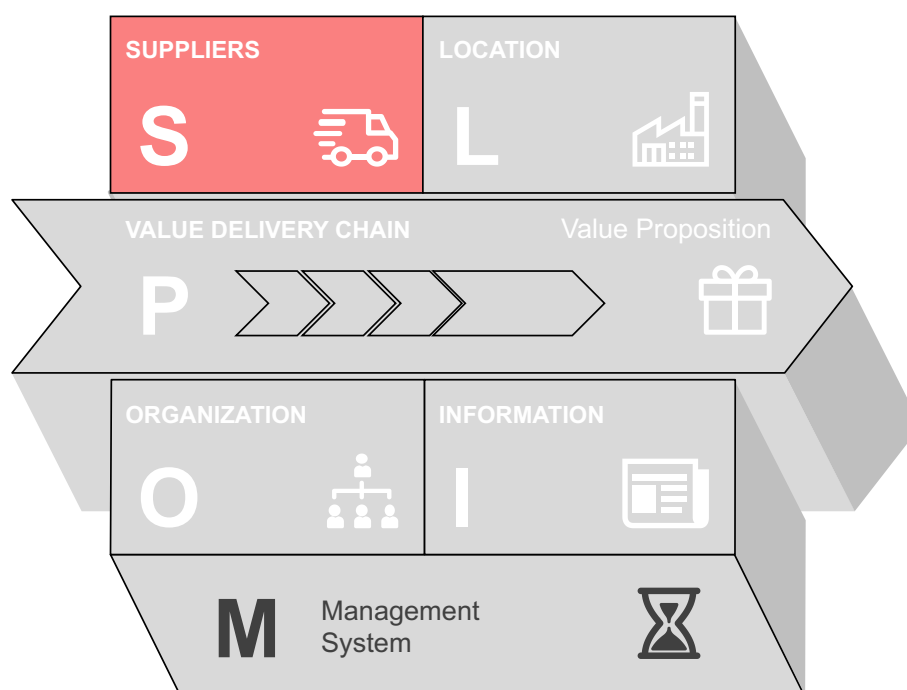 SUPPLIERS
LOCATION
S
L
VALUE DELIVERY CHAIN
Value Proposition
P
ORGANIZATION
INFORMATION
O
I
M
Management
System